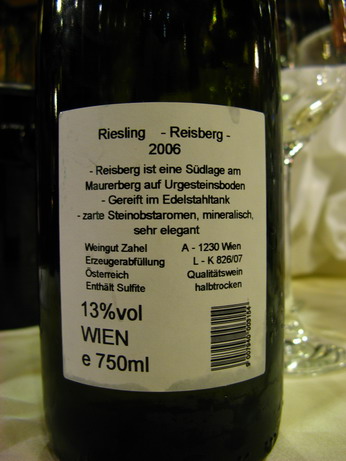 Riesling - Reisberg -
2006
- Reisberg ist eine Südlage am
Maurerberg auf Urgesteinsboden
- Gereift im Edelstahltank
- zarte Steinobstaromen, mineralisch,
sehr elegant
Weingut Zahel A - 1230 Wien
Erzeugerabfüllung L - K 826/07
Österreich Qualitätswein
Enthält Sulfite halbtrocken
13%vol
WIEN
e 750ml